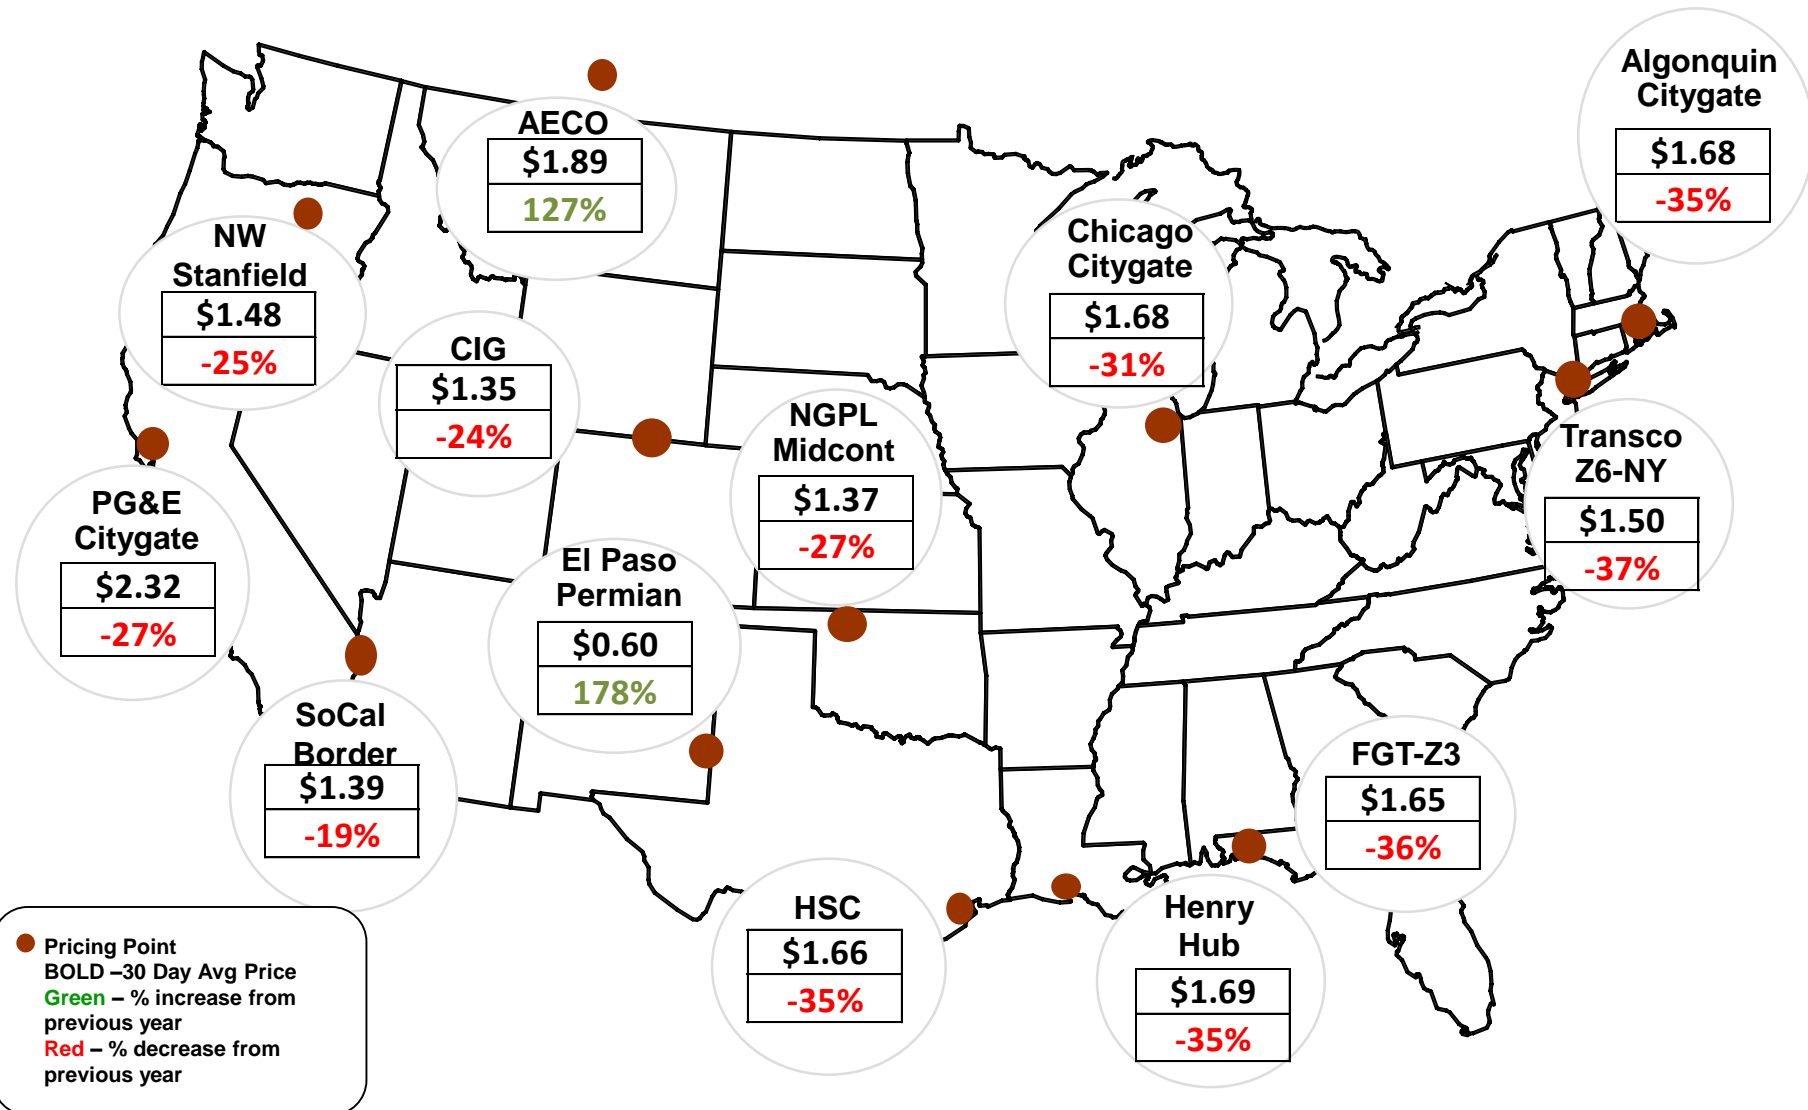 Algonquin
Citygate
$1.68
-35%
AECO
$1.89
127%
NW
Stanfield
$1.48
-25%
Chicago
Citygate
$1.68
-31%
CIG
$1.35
-24%
NGPL
Midcont
$1.37
-27%
Transco
Z6-NY
$1.50
-37%
PG&E
Citygate
$2.32
-27%
El Paso
Permian
$0.60
178%
SoCal
Border
$1.39
-19%
FGT-Z3
$1.65
-36%
HSC
$1.66
-35%
Henry
Hub
$1.69
-35%
Pricing Point
BOLD –30 Day Avg Price
Green – % increase from
previous year
Red – % decrease from
previous year